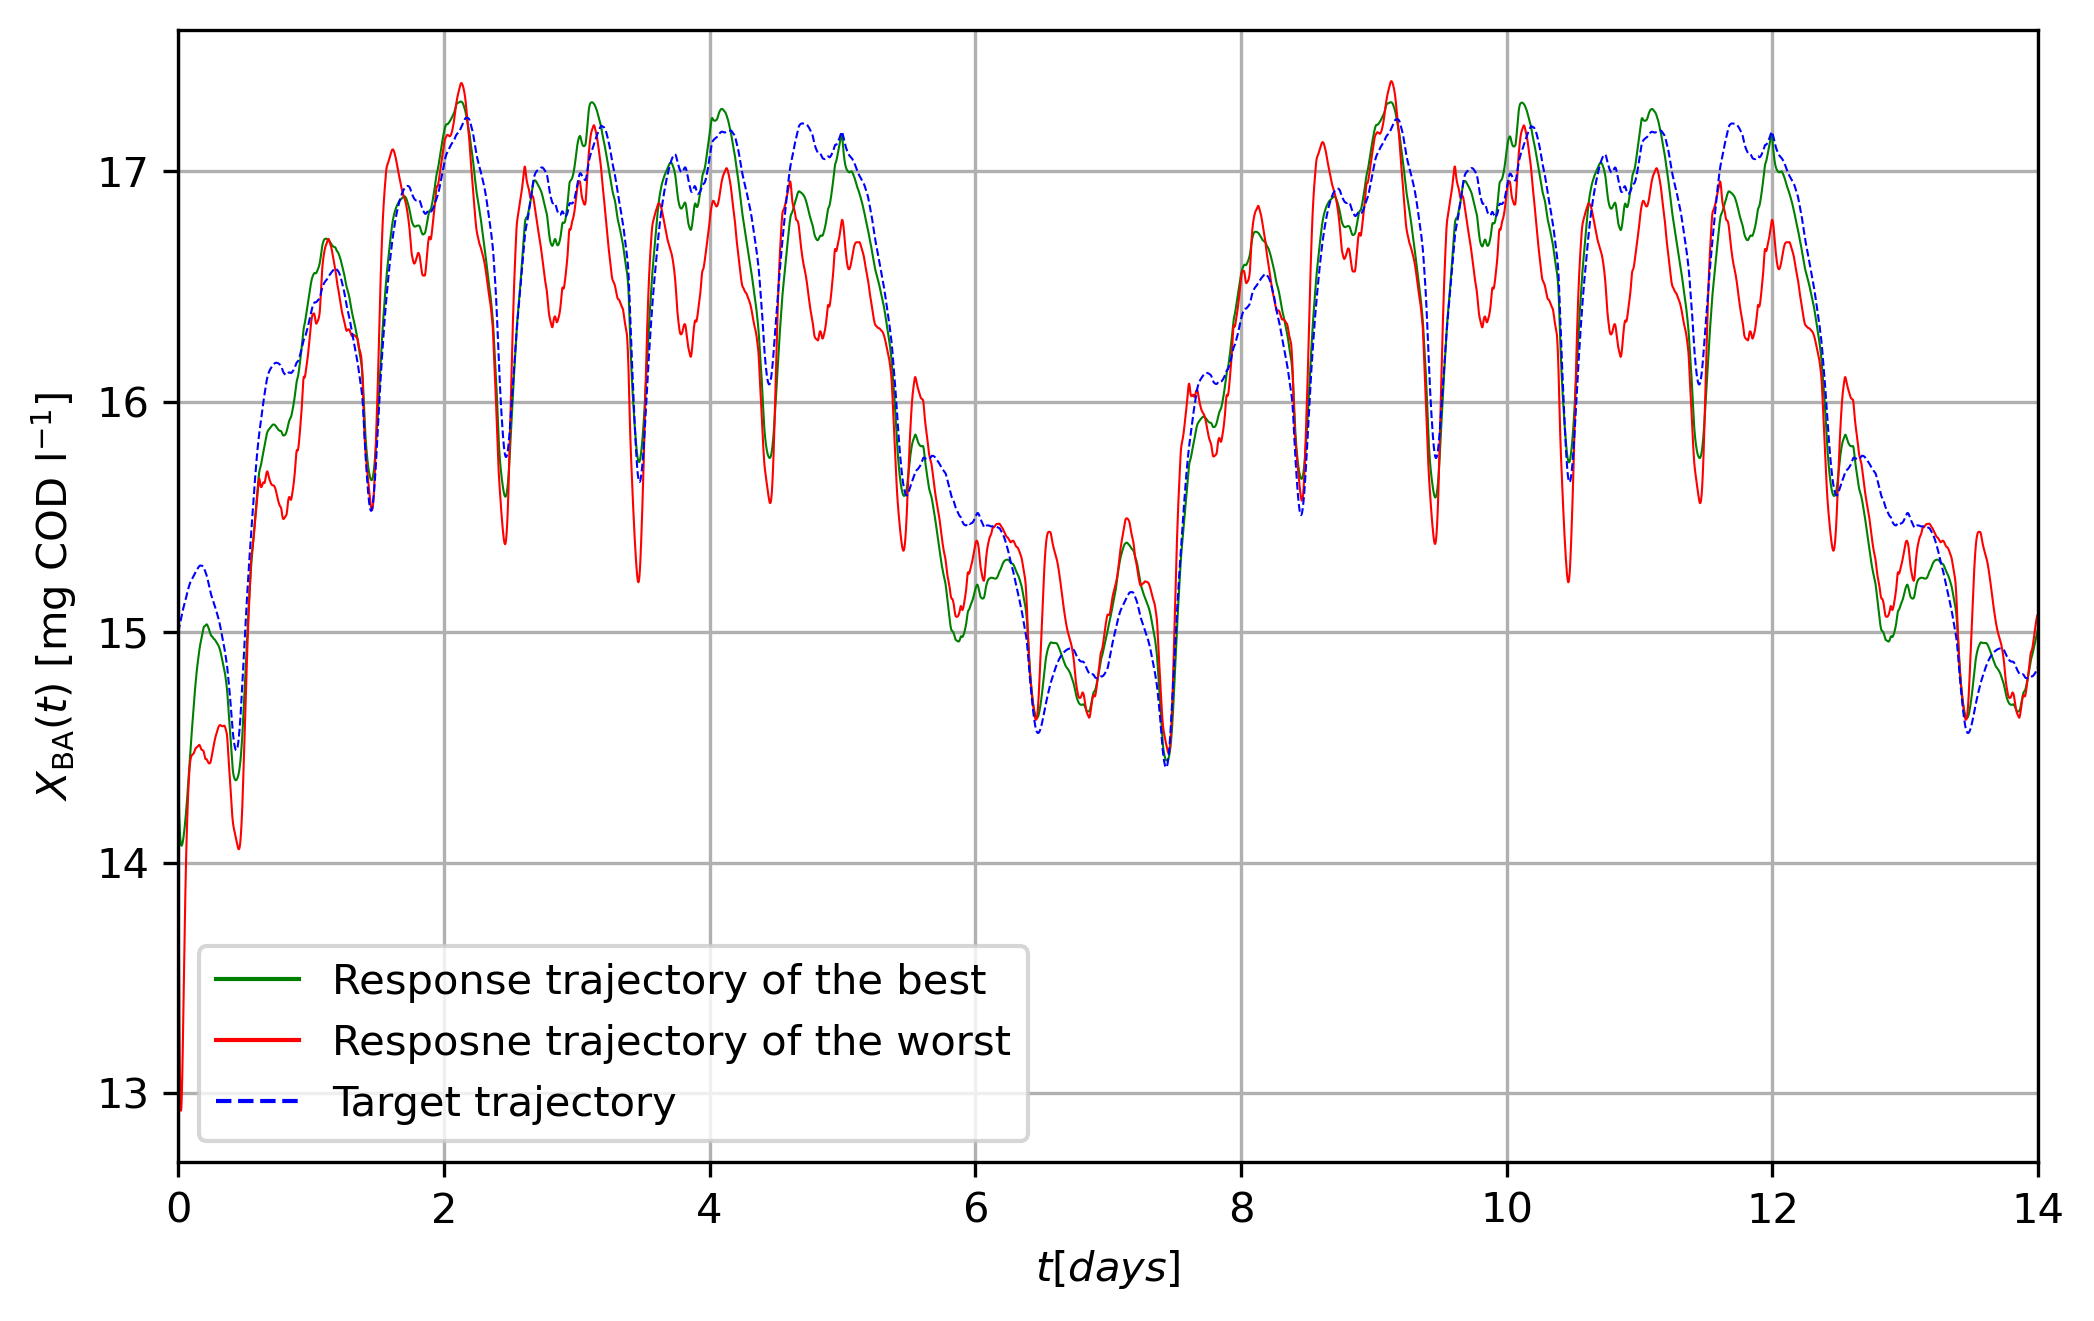 X_BA(t) [mg COD l⁻¹]
17
16
15
14
13
Response trajectory of the best
Resposne trajectory of the worst
Target trajectory
0 2 4 6 8 10 12 14
t[days]